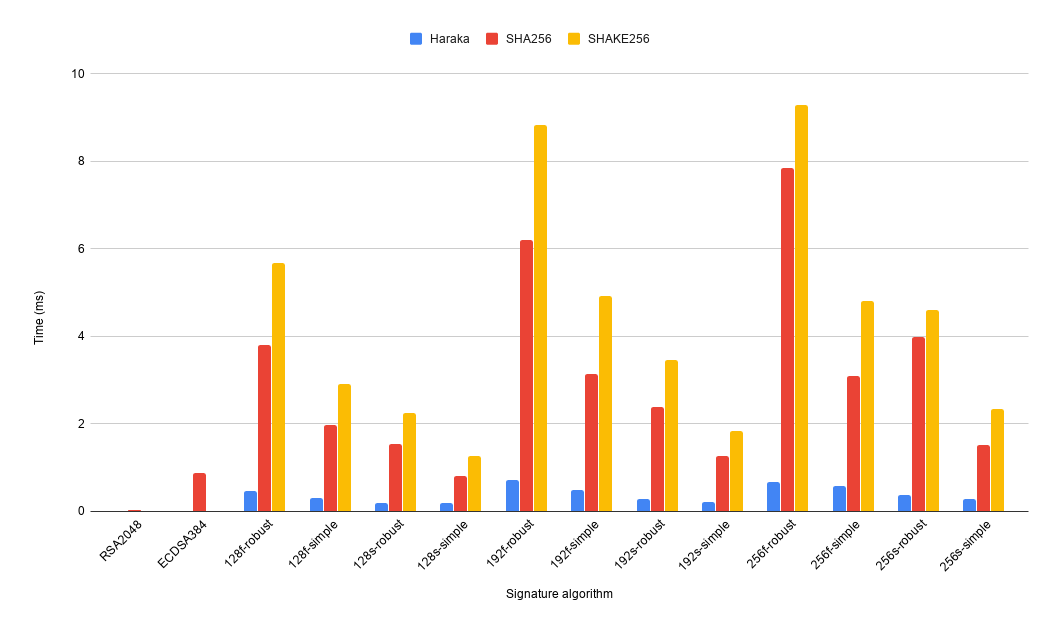 Haraka SHA256 SHAKE256
10
8
6
4
2
0
Time (ms)
RSA2048
ECDSA384
128f-robust
128f-simple
128s-robust
128s-simple
192f-robust
192f-simple
192s-robust
192s-simple
256f-robust
256f-simple
256s-robust
256s-simple
Signature algorithm